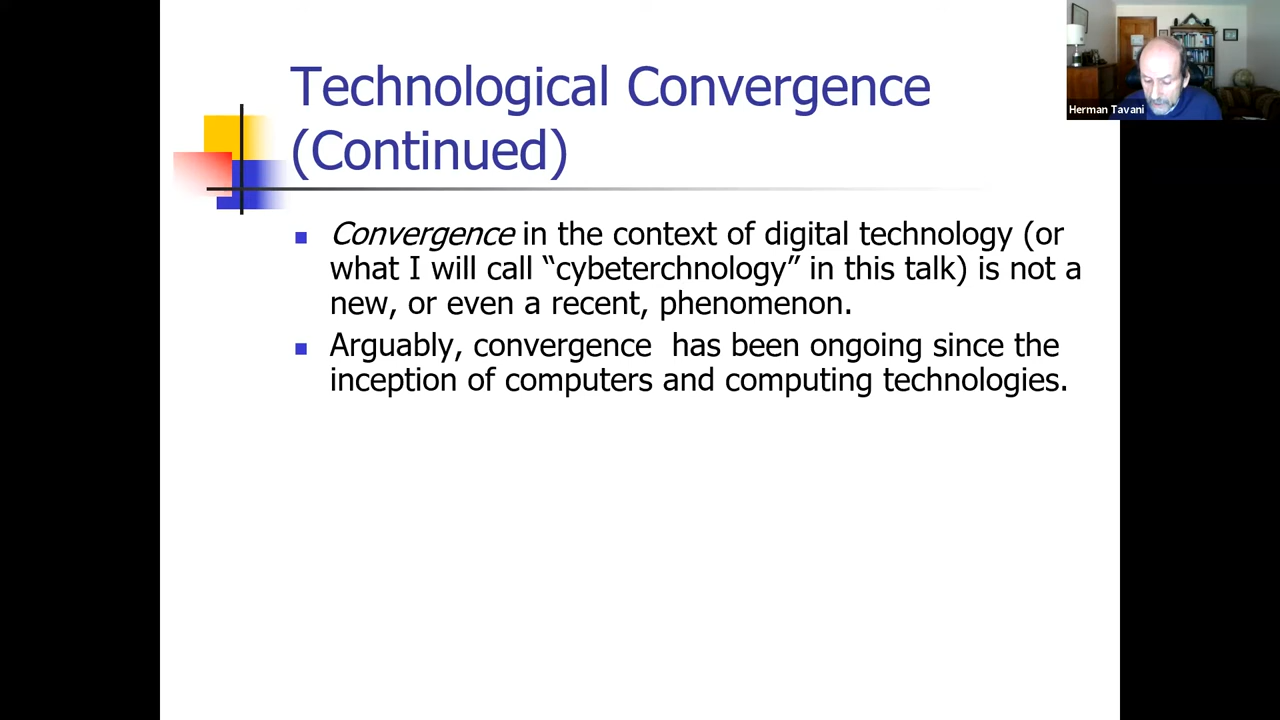 Technological Convergence
(Continued)
Herman Tavani
Convergence in the context of digital technology (or
what I will call “cybeterchnology” in this talk) is not a
new, or even a recent, phenomenon.
Arguably, convergence  has been ongoing since the
inception of computers and computing technologies.